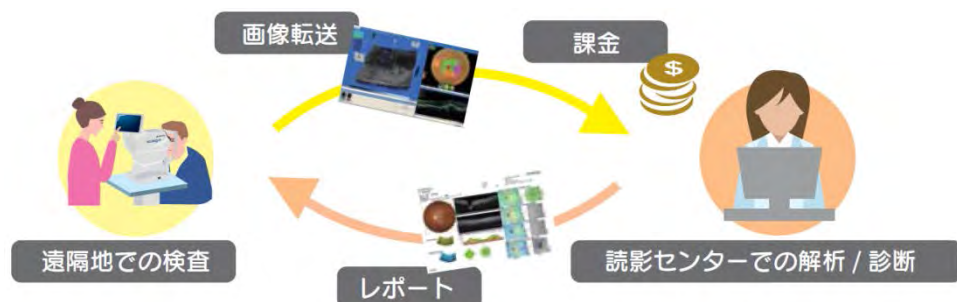 画像転送
課金
$
遠隔地での検査
レポート
読影センターでの解析 / 診断